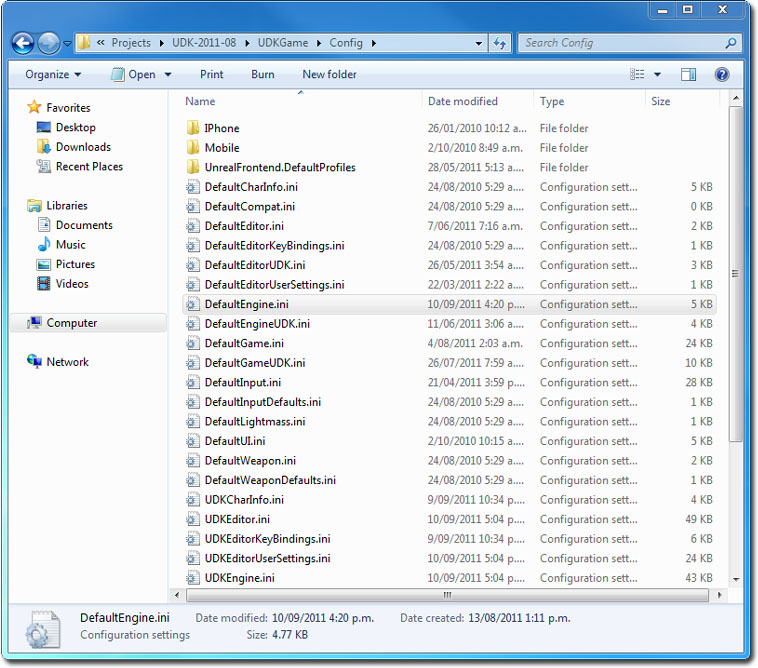 « Projects ▸ UDK-2011-08 ▸ UDKGame ▸ Config ▸ Search Config
Organize ▾ Open ▾ Print Burn New folder
Favorites
Desktop
Downloads
Recent Places
Libraries
Documents
Music
Pictures
Videos
Computer
Network
Name Date modified Type Size
IPhone 26/01/2010 10:12 a... File folder
Mobile 2/10/2010 8:49 a.m. File folder
UnrealFrontend.DefaultProfiles 28/05/2011 5:13 a.... File folder
DefaultCharInfo.ini 24/08/2010 5:29 a.... Configuration sett... 5 KB
DefaultCompat.ini 24/08/2010 5:29 a.... Configuration sett... 0 KB
DefaultEditor.ini 7/06/2011 7:16 a.m. Configuration sett... 2 KB
DefaultEditorKeyBindings.ini 24/08/2010 5:29 a.... Configuration sett... 1 KB
DefaultEditorUDK.ini 26/05/2011 3:54 a.... Configuration sett... 3 KB
DefaultEditorUserSettings.ini 22/03/2011 2:22 a.... Configuration sett... 1 KB
DefaultEngine.ini 10/09/2011 4:20 p.... Configuration sett... 5 KB
DefaultEngineUDK.ini 11/06/2011 3:06 a.... Configuration sett... 4 KB
DefaultGame.ini 4/08/2011 2:03 a.m. Configuration sett... 24 KB
DefaultGameUDK.ini 26/07/2011 7:59 a.... Configuration sett... 10 KB
DefaultInput.ini 21/04/2011 3:59 p.... Configuration sett... 28 KB
DefaultInputDefaults.ini 24/08/2010 5:29 a.... Configuration sett... 1 KB
DefaultLightmass.ini 24/08/2010 5:29 a.... Configuration sett... 1 KB
DefaultUI.ini 2/10/2010 10:15 a.... Configuration sett... 5 KB
DefaultWeapon.ini 24/08/2010 5:29 a.... Configuration sett... 2 KB
DefaultWeaponDefaults.ini 24/08/2010 5:29 a.... Configuration sett... 1 KB
UDKCharInfo.ini 9/09/2011 10:34 p.... Configuration sett... 4 KB
UDKEditor.ini 10/09/2011 5:04 p.... Configuration sett... 49 KB
UDKEditorKeyBindings.ini 9/09/2011 10:34 p.... Configuration sett... 6 KB
UDKEditorUserSettings.ini 10/09/2011 5:04 p.... Configuration sett... 24 KB
UDKEngine.ini 10/09/2011 5:04 p.... Configuration sett... 43 KB
DefaultEngine.ini Date modified: 10/09/2011 4:20 p.m. Date created: 13/08/2011 1:11 p.m.
Configuration settings Size: 4.77 KB